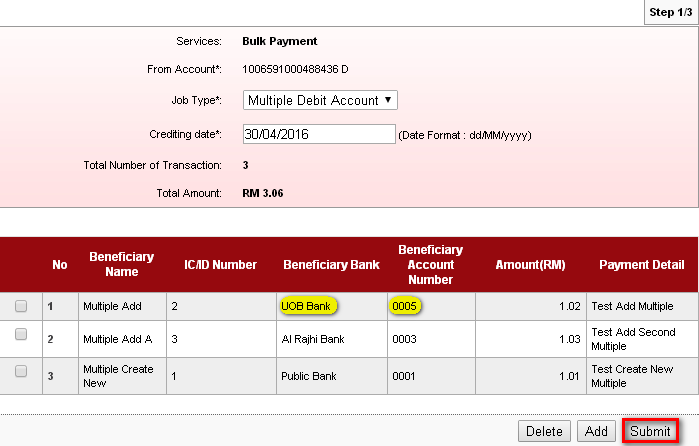 Step 1/3
Services: Bulk Payment
From Account*: 1006591000488436 D
Job Type*: Multiple Debit Account
Crediting date*: 30/04/2016 (Date Format : dd/MM/yyyy)
Total Number of Transaction: 3
Total Amount: RM 3.06
No Beneficiary Name IC/ID Number Beneficiary Bank Beneficiary Account Number Amount(RM) Payment Detail
1 Multiple Add 2 UOB Bank 0005 1.02 Test Add Multiple
2 Multiple Add A 3 Al Rajhi Bank 0003 1.03 Test Add Second Multiple
3 Multiple Create New 1 Public Bank 0001 1.01 Test Create New Multiple
Delete Add Submit